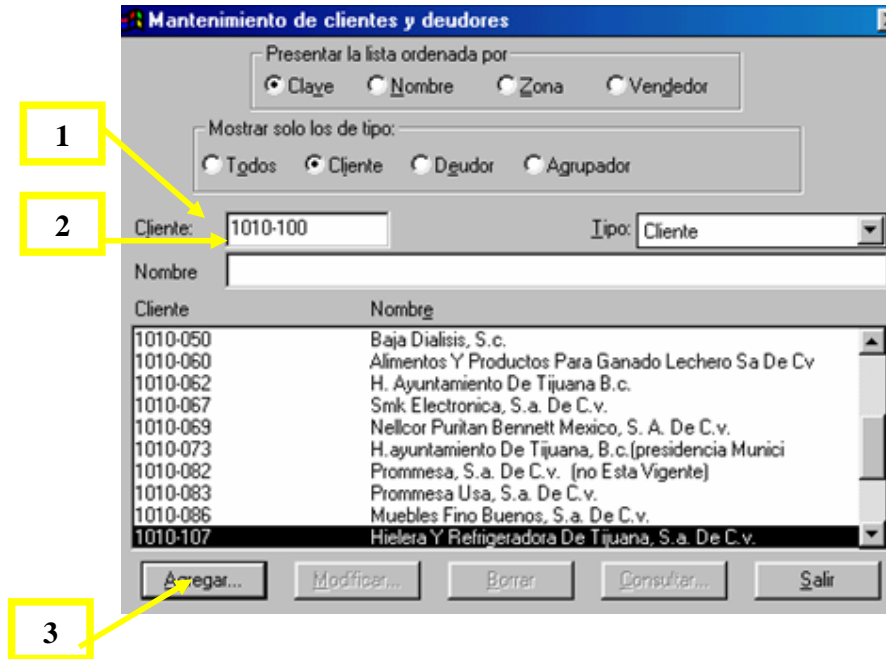 Mantenimiento de clientes y deudores
Presentar la lista ordenada por
Clave Nombre Zona Vendedor
1
Mostrar solo los de tipo:
Todos Cliente Deudor Agrupador
2
Cliente: 1010-100 Tipo: Cliente
Nombre
Cliente Nombre
1010-050 Baja Dialisis, S.c.
1010-060 Alimentos Y Productos Para Ganado Lechero Sa De Cv
1010-062 H. Ayuntamiento De Tijuana B.c.
1010-067 Smk Electronica, S.a. De C.v.
1010-069 Nellcor Puritan Bennett Mexico, S. A. De C.v.
1010-073 H.ayuntamiento De Tijuana, B.c.(presidencia Munici
1010-082 Prommesa, S.a. De C.v. (no Esta Vigente)
1010-083 Prommesa Usa, S.a. De C.v.
1010-086 Muebles Fino Buenos, S.a. De C.v.
1010-107 Hielera Y Refrigeradora De Tijuana, S.a. De C.v.
Agregar... Modificar... Borrar Consultar... Salir
3